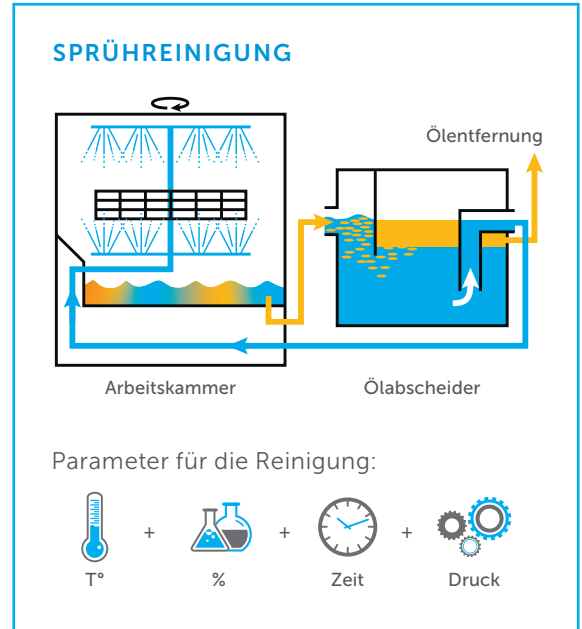 SPRÜHREINIGUNG
Ölentfernung
Arbeitskammer
Ölabscheider
Parameter für die Reinigung:
+ + +
T° % Zeit Druck